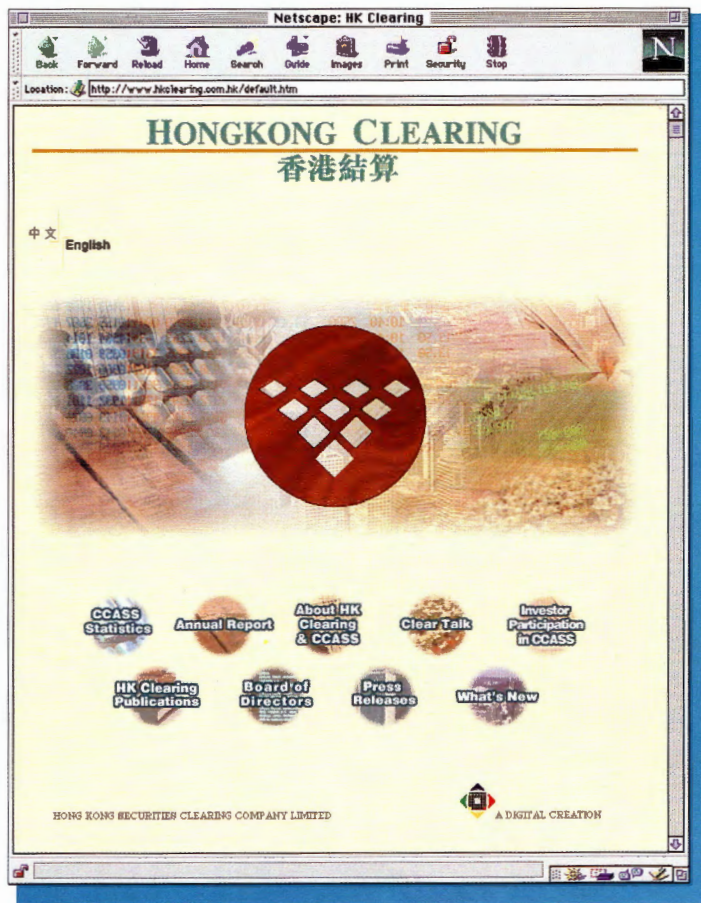 Netscape: HK Clearing
Back Forward Reload Home Search Guide Images Print Security Stop
N
Location: http://www.hkclearing.com.hk/default.htm
HONGKONG CLEARING
香港結算
中文
English
CCASS
Statistics
Annual Report
About HK
Clearing
& CCASS
Clear Talk
Investor
Participation
in CCASS
HK Clearing
Publications
Board of
Directors
Press
Releases
What's New
HONG KONG SECURITIES CLEARING COMPANY LIMITED
A DIGITAL CREATION